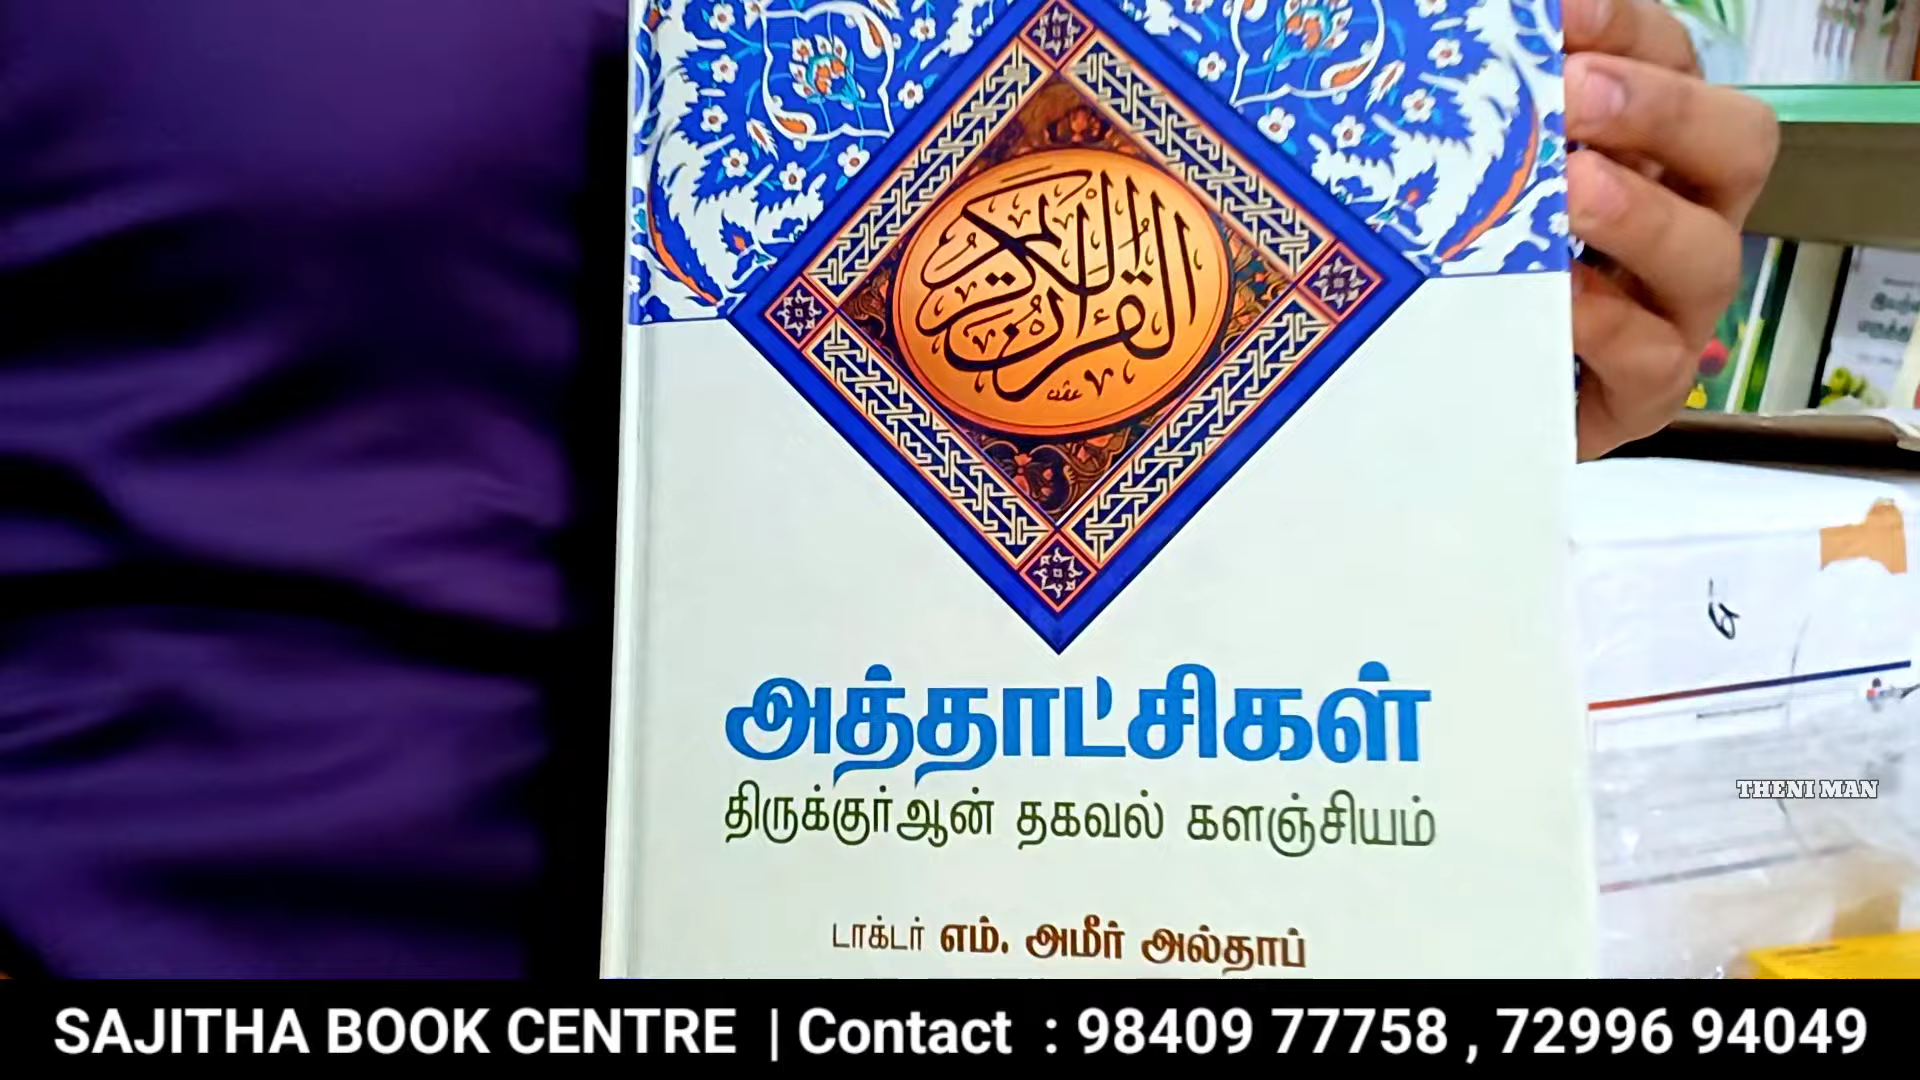 القرآن الكريم
அத்தாட்சிகள்
திருக்குர்ஆன் தகவல் களஞ்சியம்
டாக்டர் எம். அமீர் அல்தாப்
THENI MAN
SAJITHA BOOK CENTRE | Contact : 98409 77758 , 72996 94049